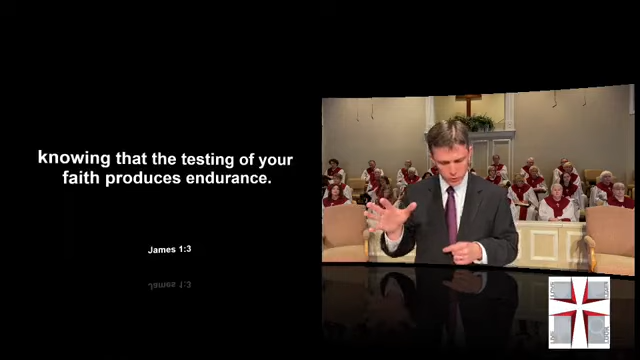 knowing that the testing of your
faith produces endurance.
James 1:3